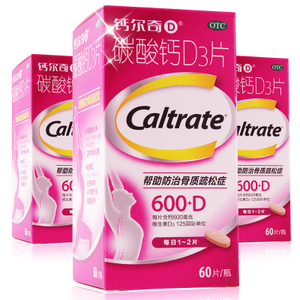 钙尔奇D®
OTC
碳酸钙D3片
Caltrate®
帮助防治骨质疏松症
600+D
每片含钙600毫克
维生素D3 125国际单位
每日1~2片
60片/瓶